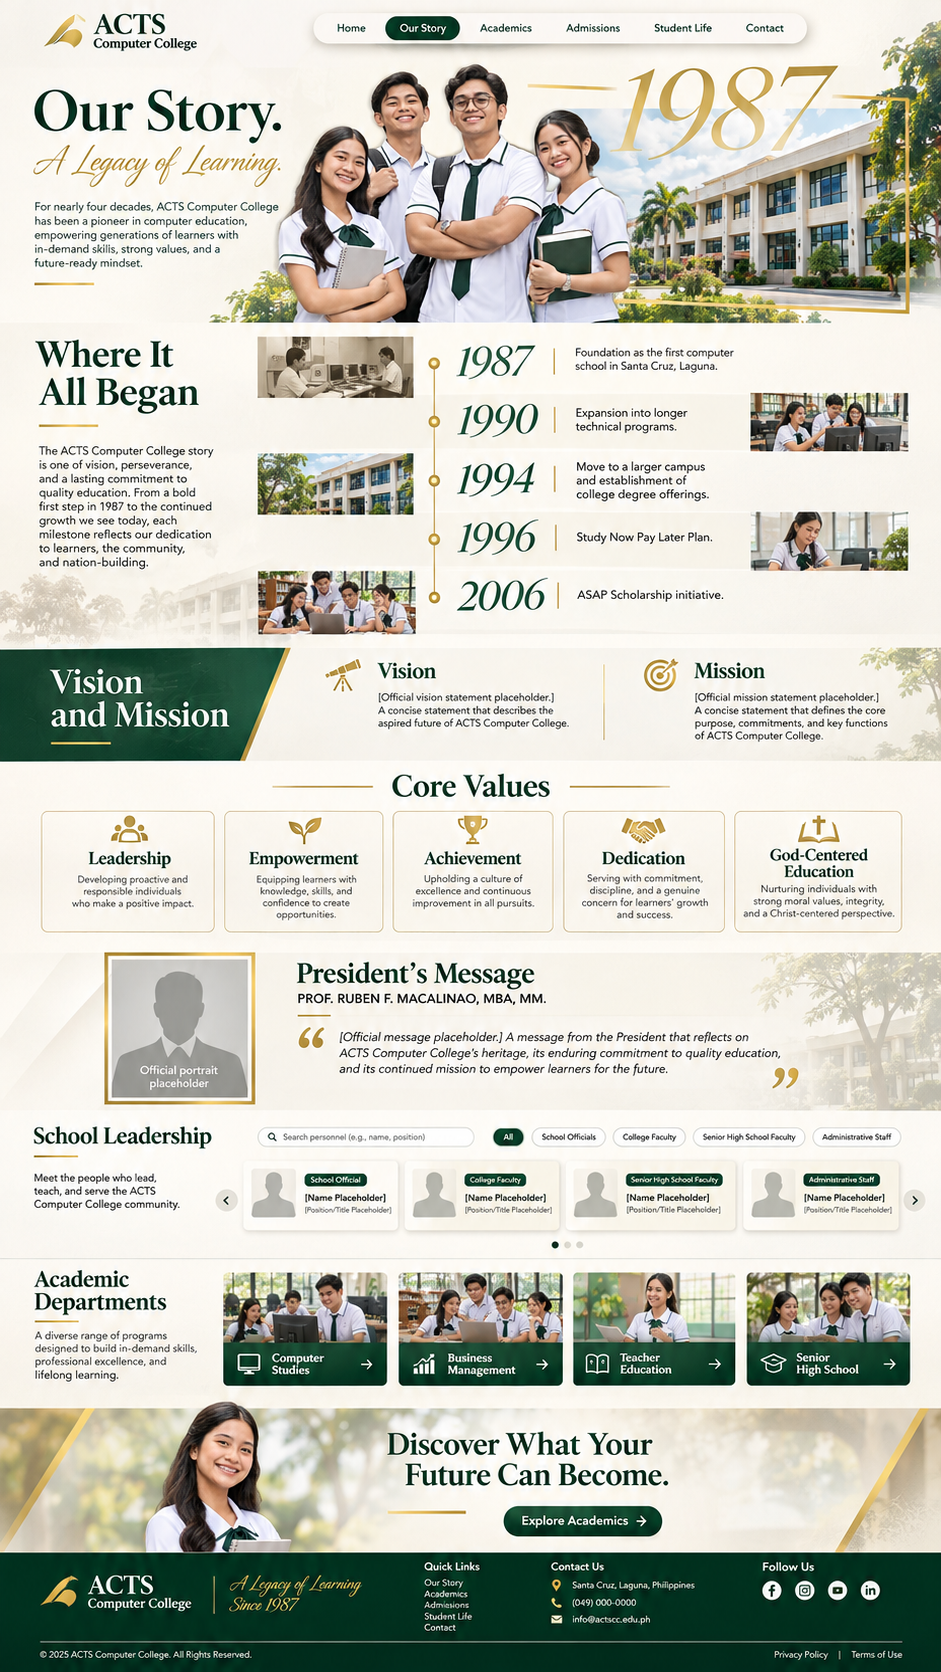 ACTS
Computer College
Home
Our Story
Academics
Admissions
Student Life
Contact
Our Story.
A Legacy of Learning.
For nearly four decades, ACTS Computer College
has been a pioneer in computer education,
empowering generations of learners with
in-demand skills, strong values, and a
future-ready mindset.
1987
Where It
All Began
The ACTS Computer College story
is one of vision, perseverance,
and a lasting commitment to
quality education. From a bold
first step in 1987 to the continued
growth we see today, each
milestone reflects our dedication
to learners, the community,
and nation-building.
1987
Foundation as the first computer
school in Santa Cruz, Laguna.
1990
Expansion into longer
technical programs.
1994
Move to a larger campus
and establishment of
college degree offerings.
1996
Study Now Pay Later Plan.
2006
ASAP Scholarship initiative.
Vision
and Mission
Vision
[Official vision statement placeholder.]
A concise statement that describes the
aspired future of ACTS Computer College.
Mission
[Official mission statement placeholder.]
A concise statement that defines the core
purpose, commitments, and key functions
of ACTS Computer College.
Core Values
Leadership
Developing proactive and
responsible individuals
who make a positive impact.
Empowerment
Equipping learners with
knowledge, skills, and
confidence to create
opportunities.
Achievement
Upholding a culture of
excellence and continuous
improvement in all pursuits.
Dedication
Serving with commitment,
discipline, and a genuine
concern for learners' growth
and success.
God-Centered
Education
Nurturing individuals with
strong moral values, integrity,
and a Christ-centered perspective.
Official portrait
placeholder
President's Message
PROF. RUBEN F. MACALINAO, MBA, MM.
“ [Official message placeholder.] A message from the President that reflects on
ACTS Computer College's heritage, its enduring commitment to quality education,
and its continued mission to empower learners for the future. ”
School Leadership
Meet the people who lead,
teach, and serve the ACTS
Computer College community.
Search personnel (e.g., name, position)
All
School Officials
College Faculty
Senior High School Faculty
Administrative Staff
School Official
[Name Placeholder]
[Position/Title Placeholder]
College Faculty
[Name Placeholder]
[Position/Title Placeholder]
Senior High School Faculty
[Name Placeholder]
[Position/Title Placeholder]
Administrative Staff
[Name Placeholder]
[Position/Title Placeholder]
Academic
Departments
A diverse range of programs
designed to build in-demand skills,
professional excellence, and
lifelong learning.
Computer
Studies
Business
Management
Teacher
Education
Senior
High School
Discover What Your
Future Can Become.
Explore Academics
ACTS
Computer College
A Legacy of Learning
Since 1987
Quick Links
Our Story
Academics
Admissions
Student Life
Contact
Contact Us
Santa Cruz, Laguna, Philippines
(049) 000-0000
info@actscc.edu.ph
Follow Us
© 2025 ACTS Computer College. All Rights Reserved.
Privacy Policy | Terms of Use